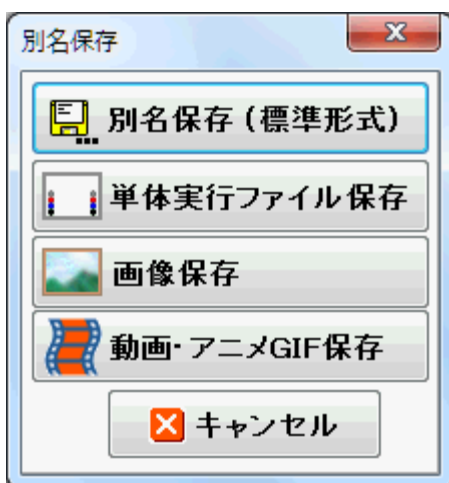 別名保存
別名保存（標準形式）
単体実行ファイル保存
画像保存
動画・アニメGIF保存
キャンセル